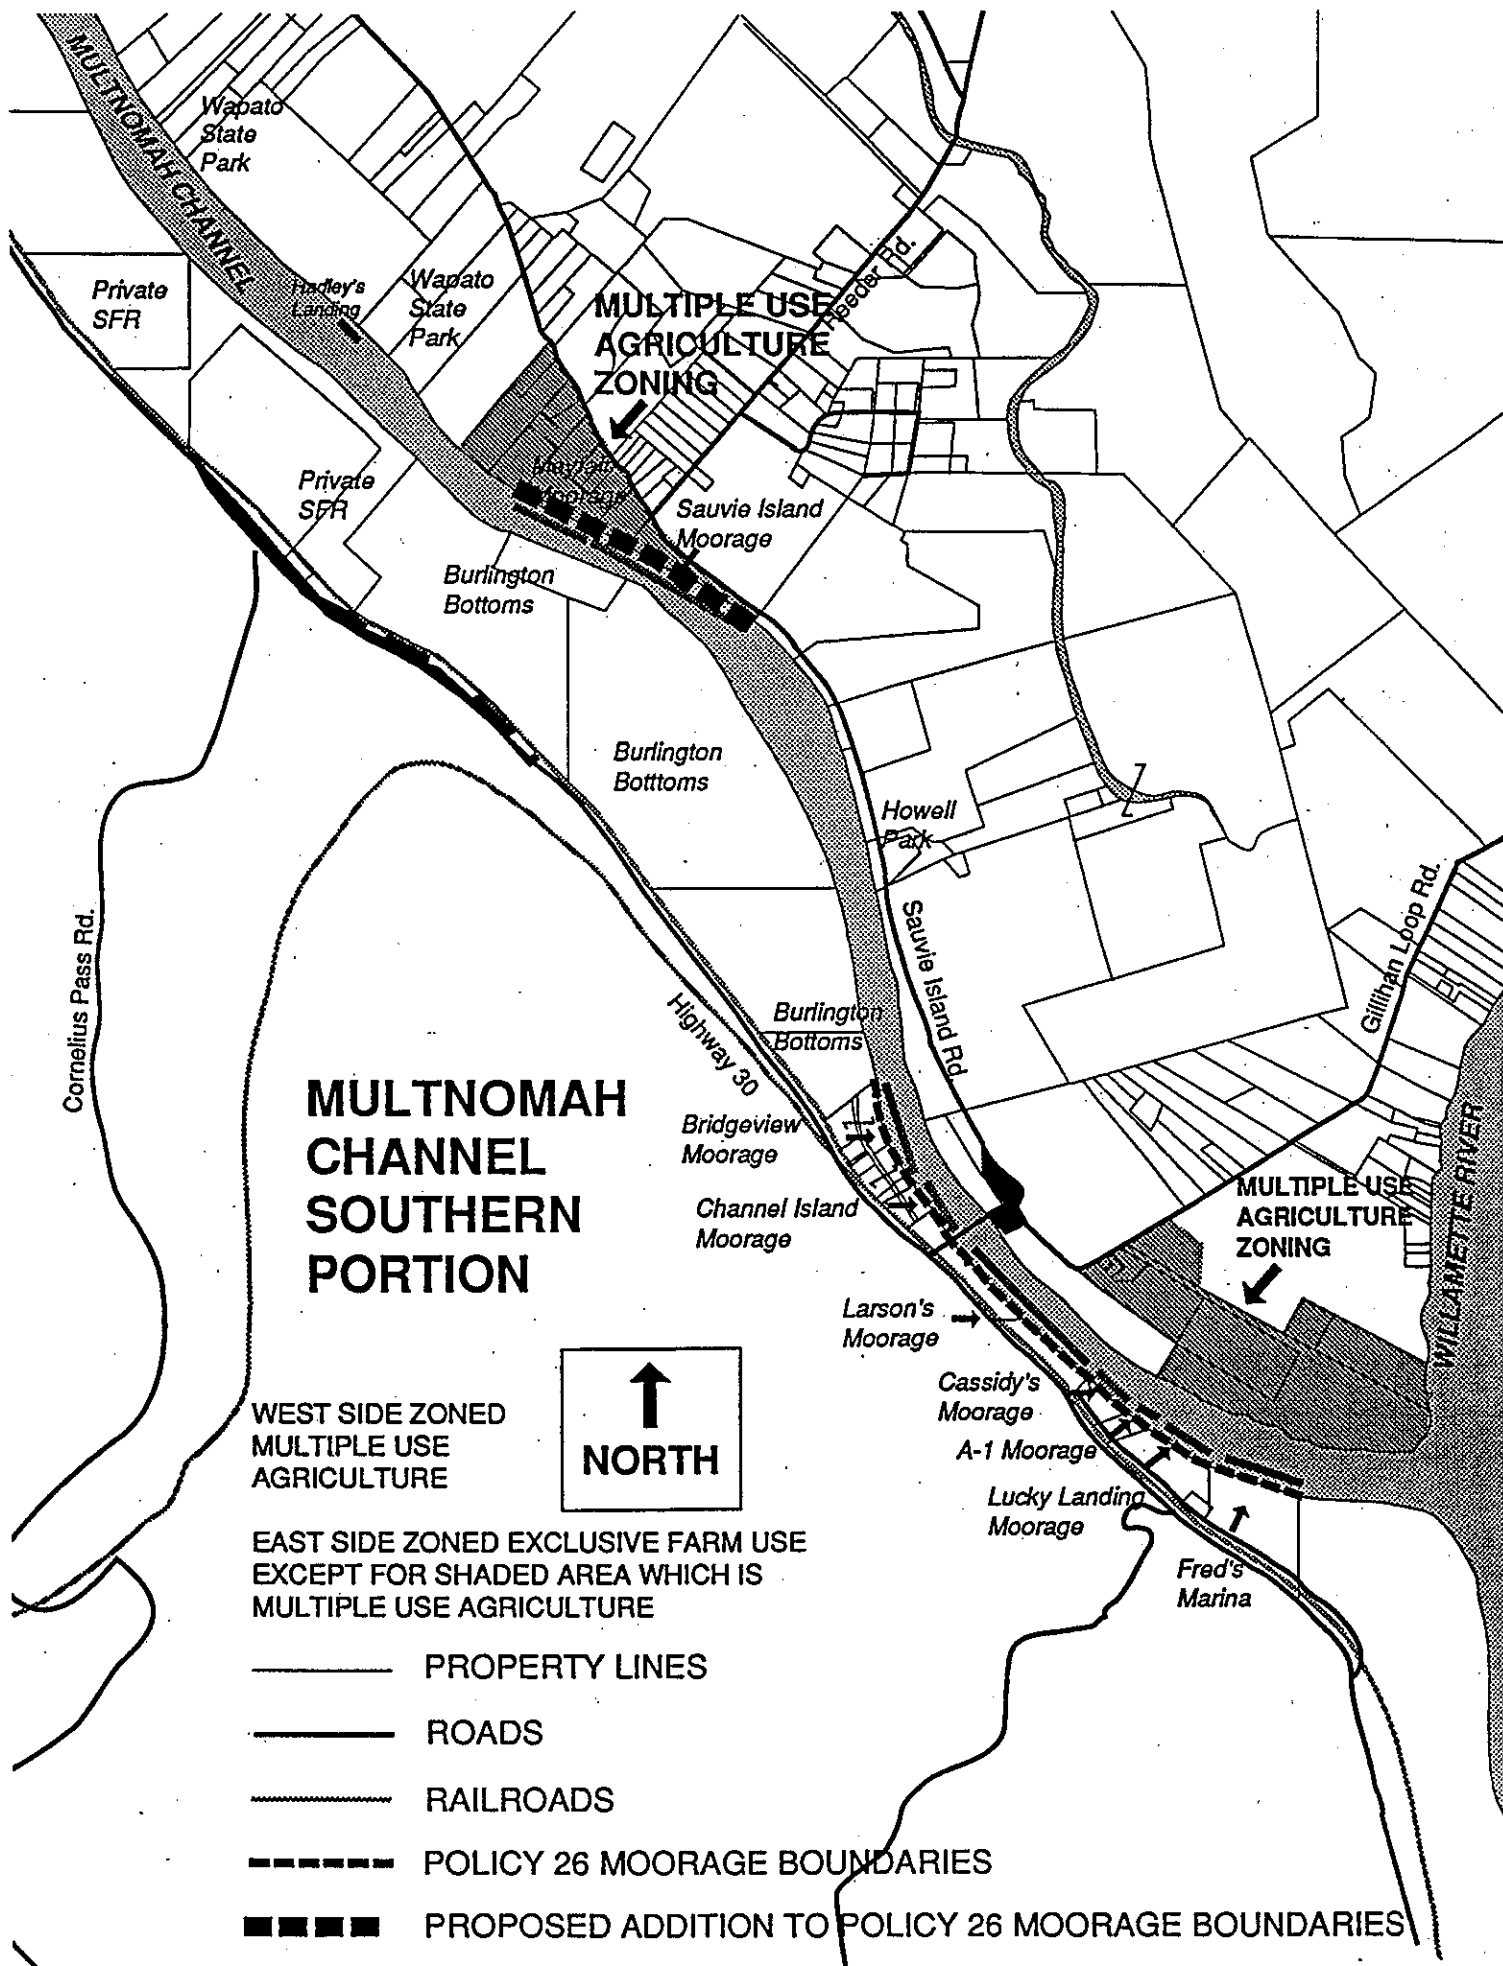 MULTNOMAH CHANNEL
Wapato
State
Park
Private
SFR
Hadley's
Landing
Wapato
State
Park
MULTIPLE USE
AGRICULTURE
ZONING
Reeder Rd.
Private
SFR
Mayfair
Moorage
Sauvie Island
Moorage
Burlington
Bottoms
Burlington
Botttoms
Howell
Park
Cornelius Pass Rd.
Sauvie Island Rd.
Gillihan Loop Rd.
Highway 30
Burlington
Bottoms
MULTNOMAH
CHANNEL
SOUTHERN
PORTION
Bridgeview
Moorage
Channel Island
Moorage
MULTIPLE USE
AGRICULTURE
ZONING
WILLAMETTE RIVER
Larson's
Moorage
Cassidy's
Moorage
A-1 Moorage
Lucky Landing
Moorage
Fred's
Marina
WEST SIDE ZONED
MULTIPLE USE
AGRICULTURE
NORTH
EAST SIDE ZONED EXCLUSIVE FARM USE
EXCEPT FOR SHADED AREA WHICH IS
MULTIPLE USE AGRICULTURE
PROPERTY LINES
ROADS
RAILROADS
POLICY 26 MOORAGE BOUNDARIES
PROPOSED ADDITION TO POLICY 26 MOORAGE BOUNDARIES